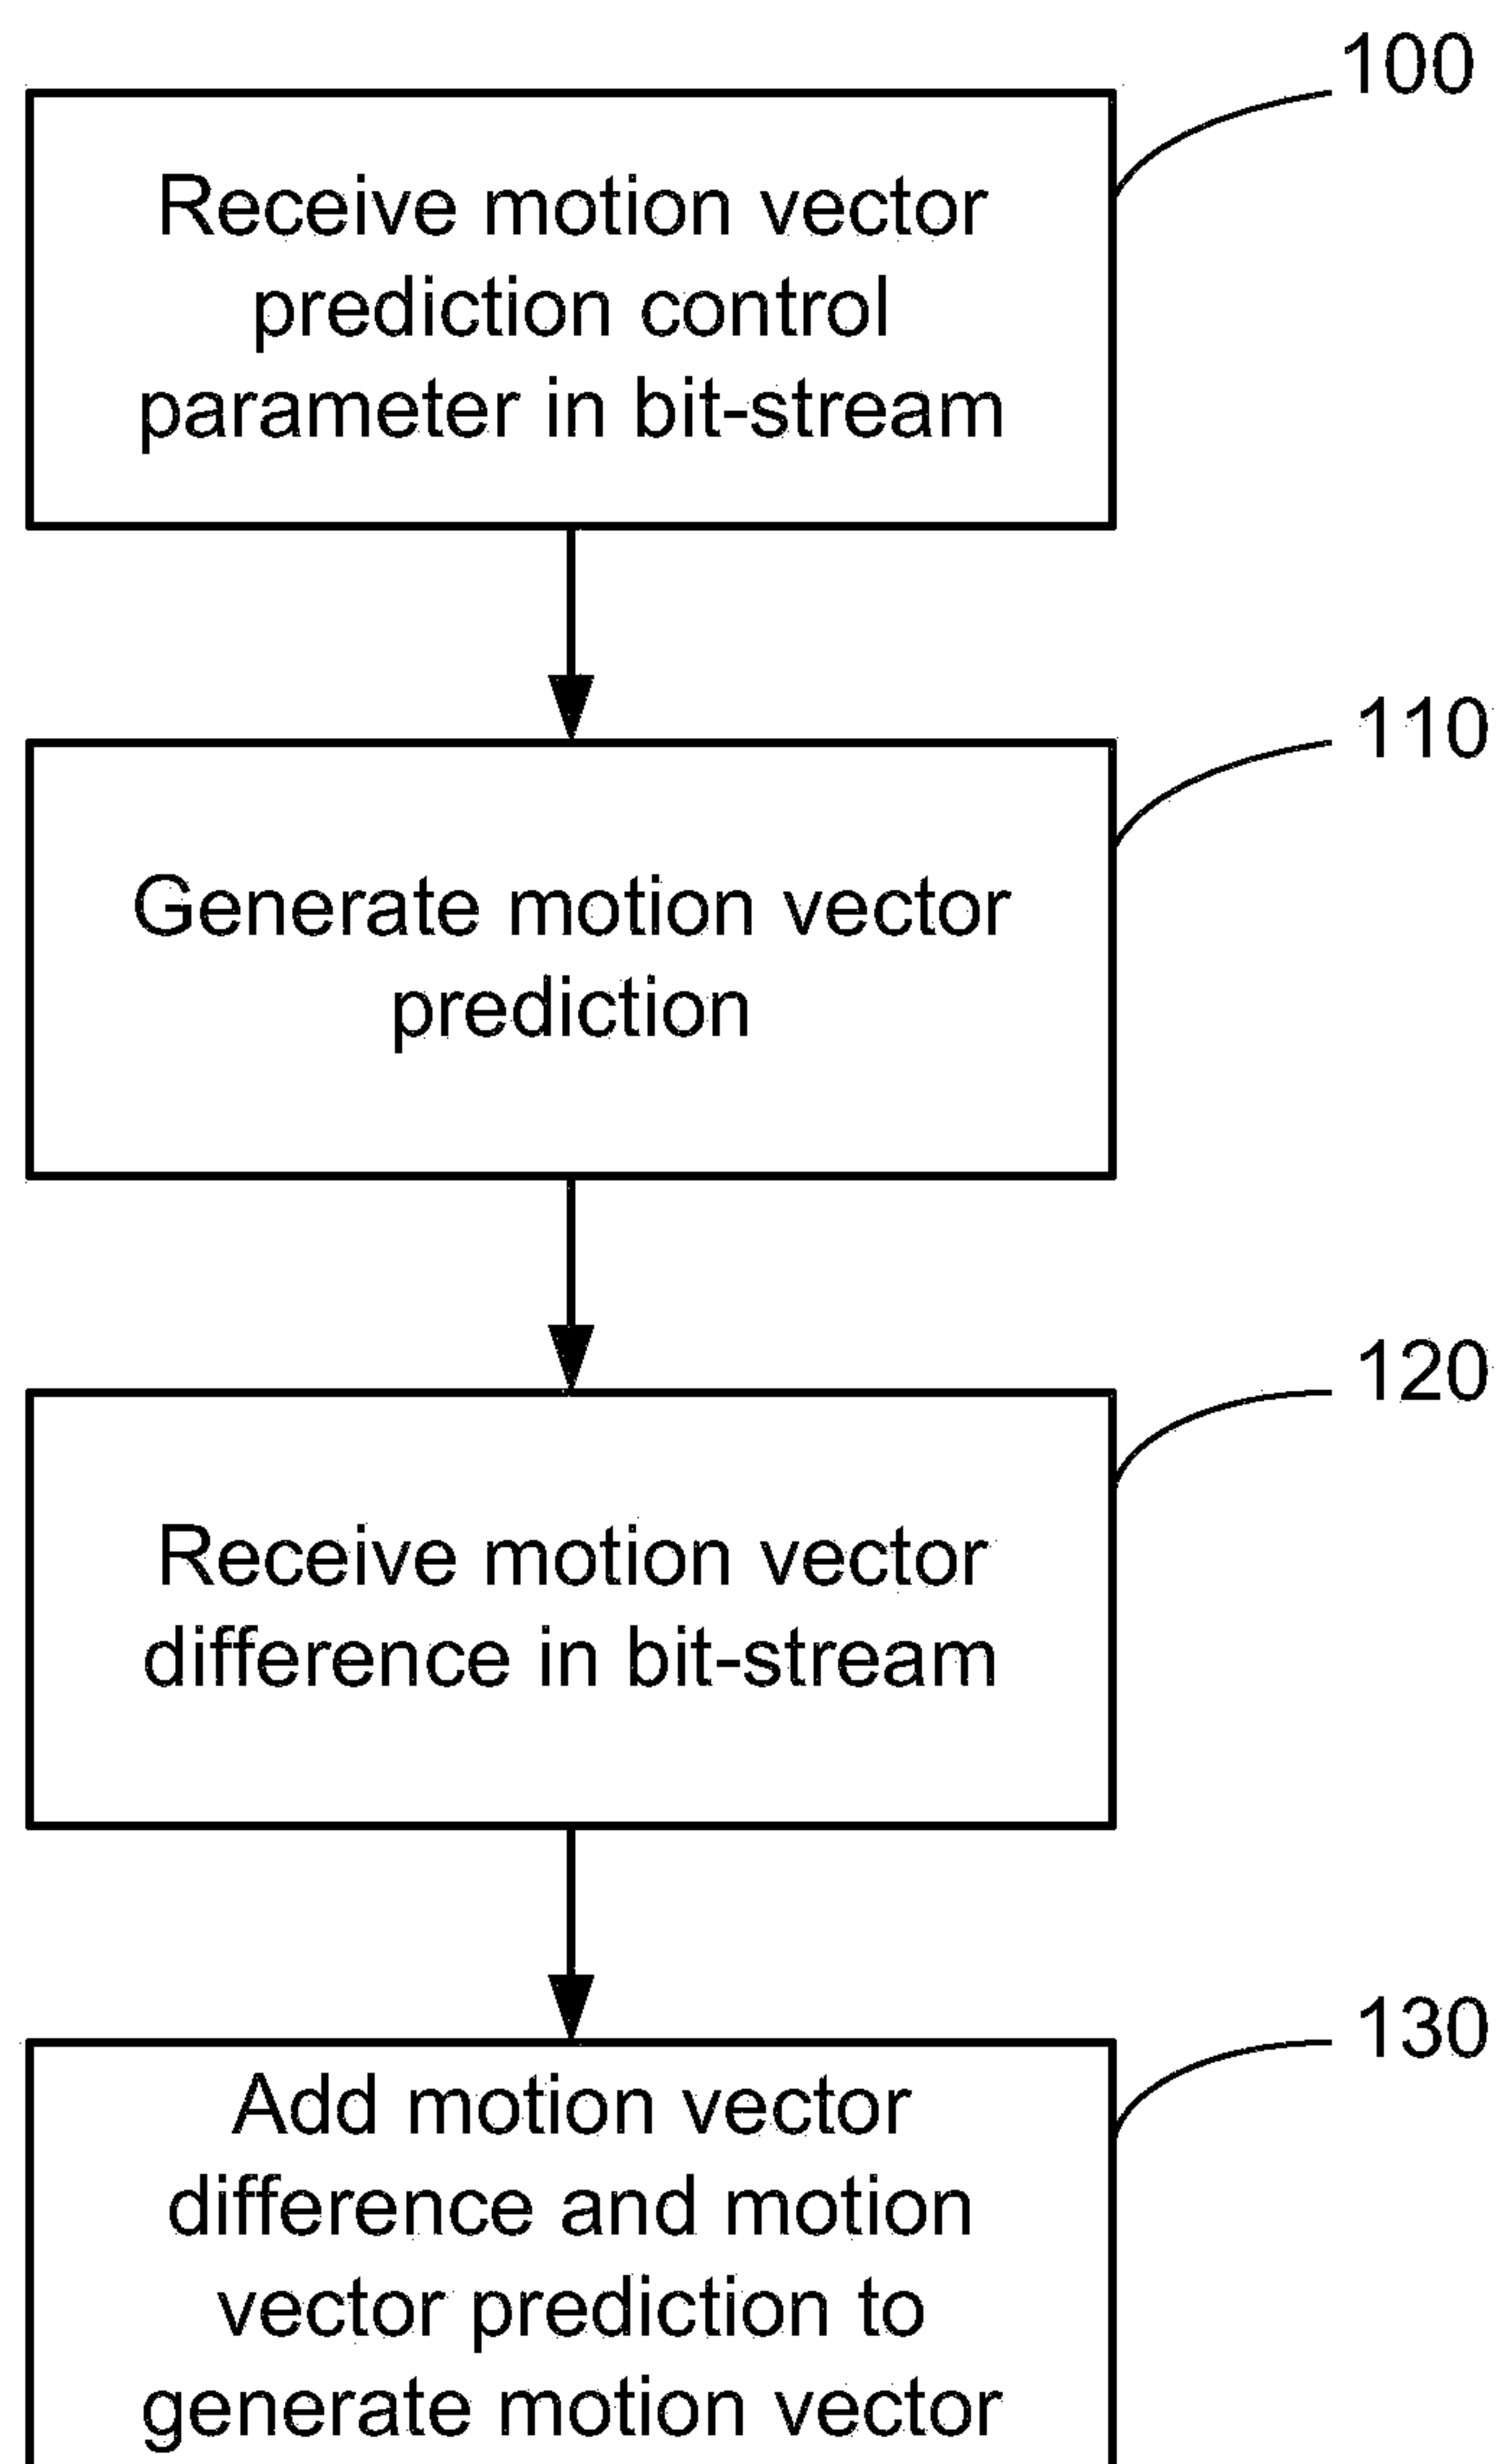 100
Receive motion vector
prediction control
parameter in bit-stream
110
Generate motion vector
prediction
120
Receive motion vector
difference in bit-stream
130
Add motion vector
difference and motion
vector prediction to
generate motion vector